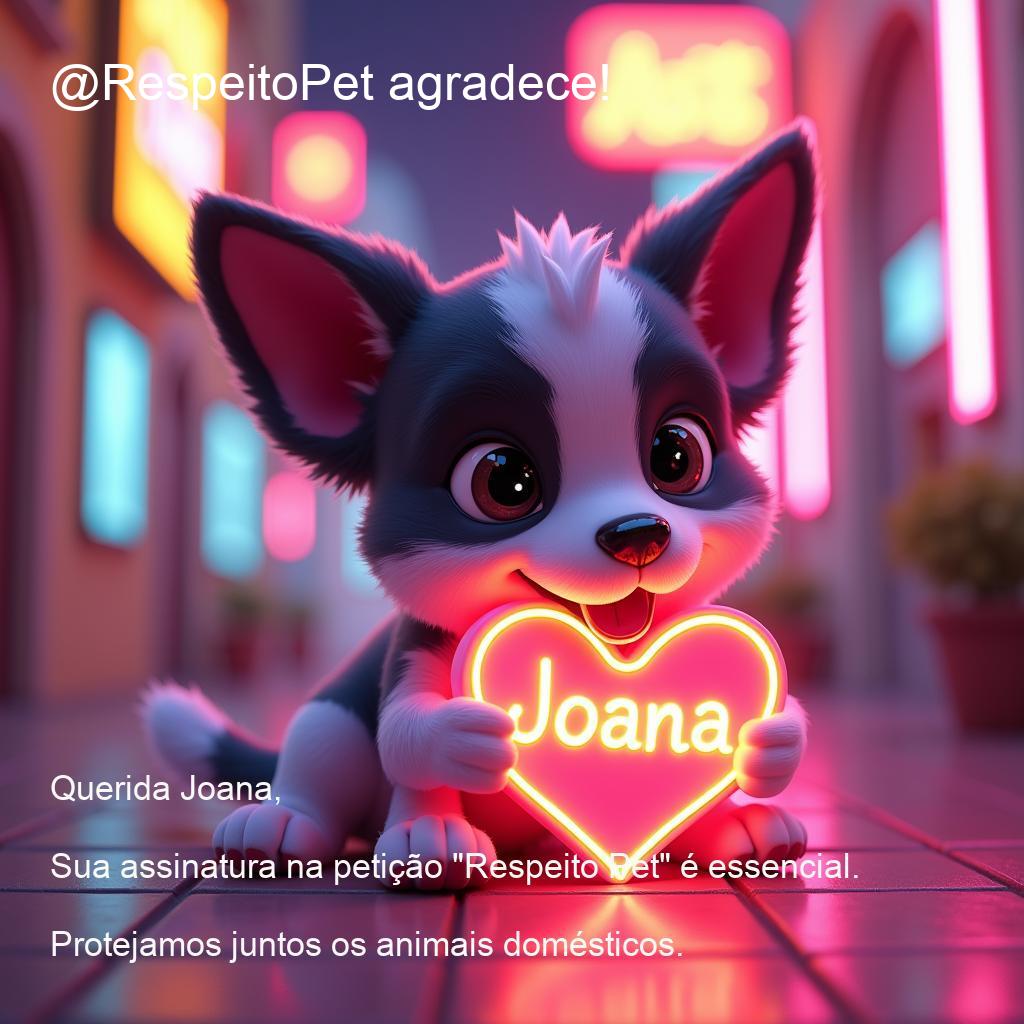 @RespeitoPet agradece!
Joana
Querida Joana,
Sua assinatura na petição "Respeito Pet" é essencial.
Protejamos juntos os animais domésticos.